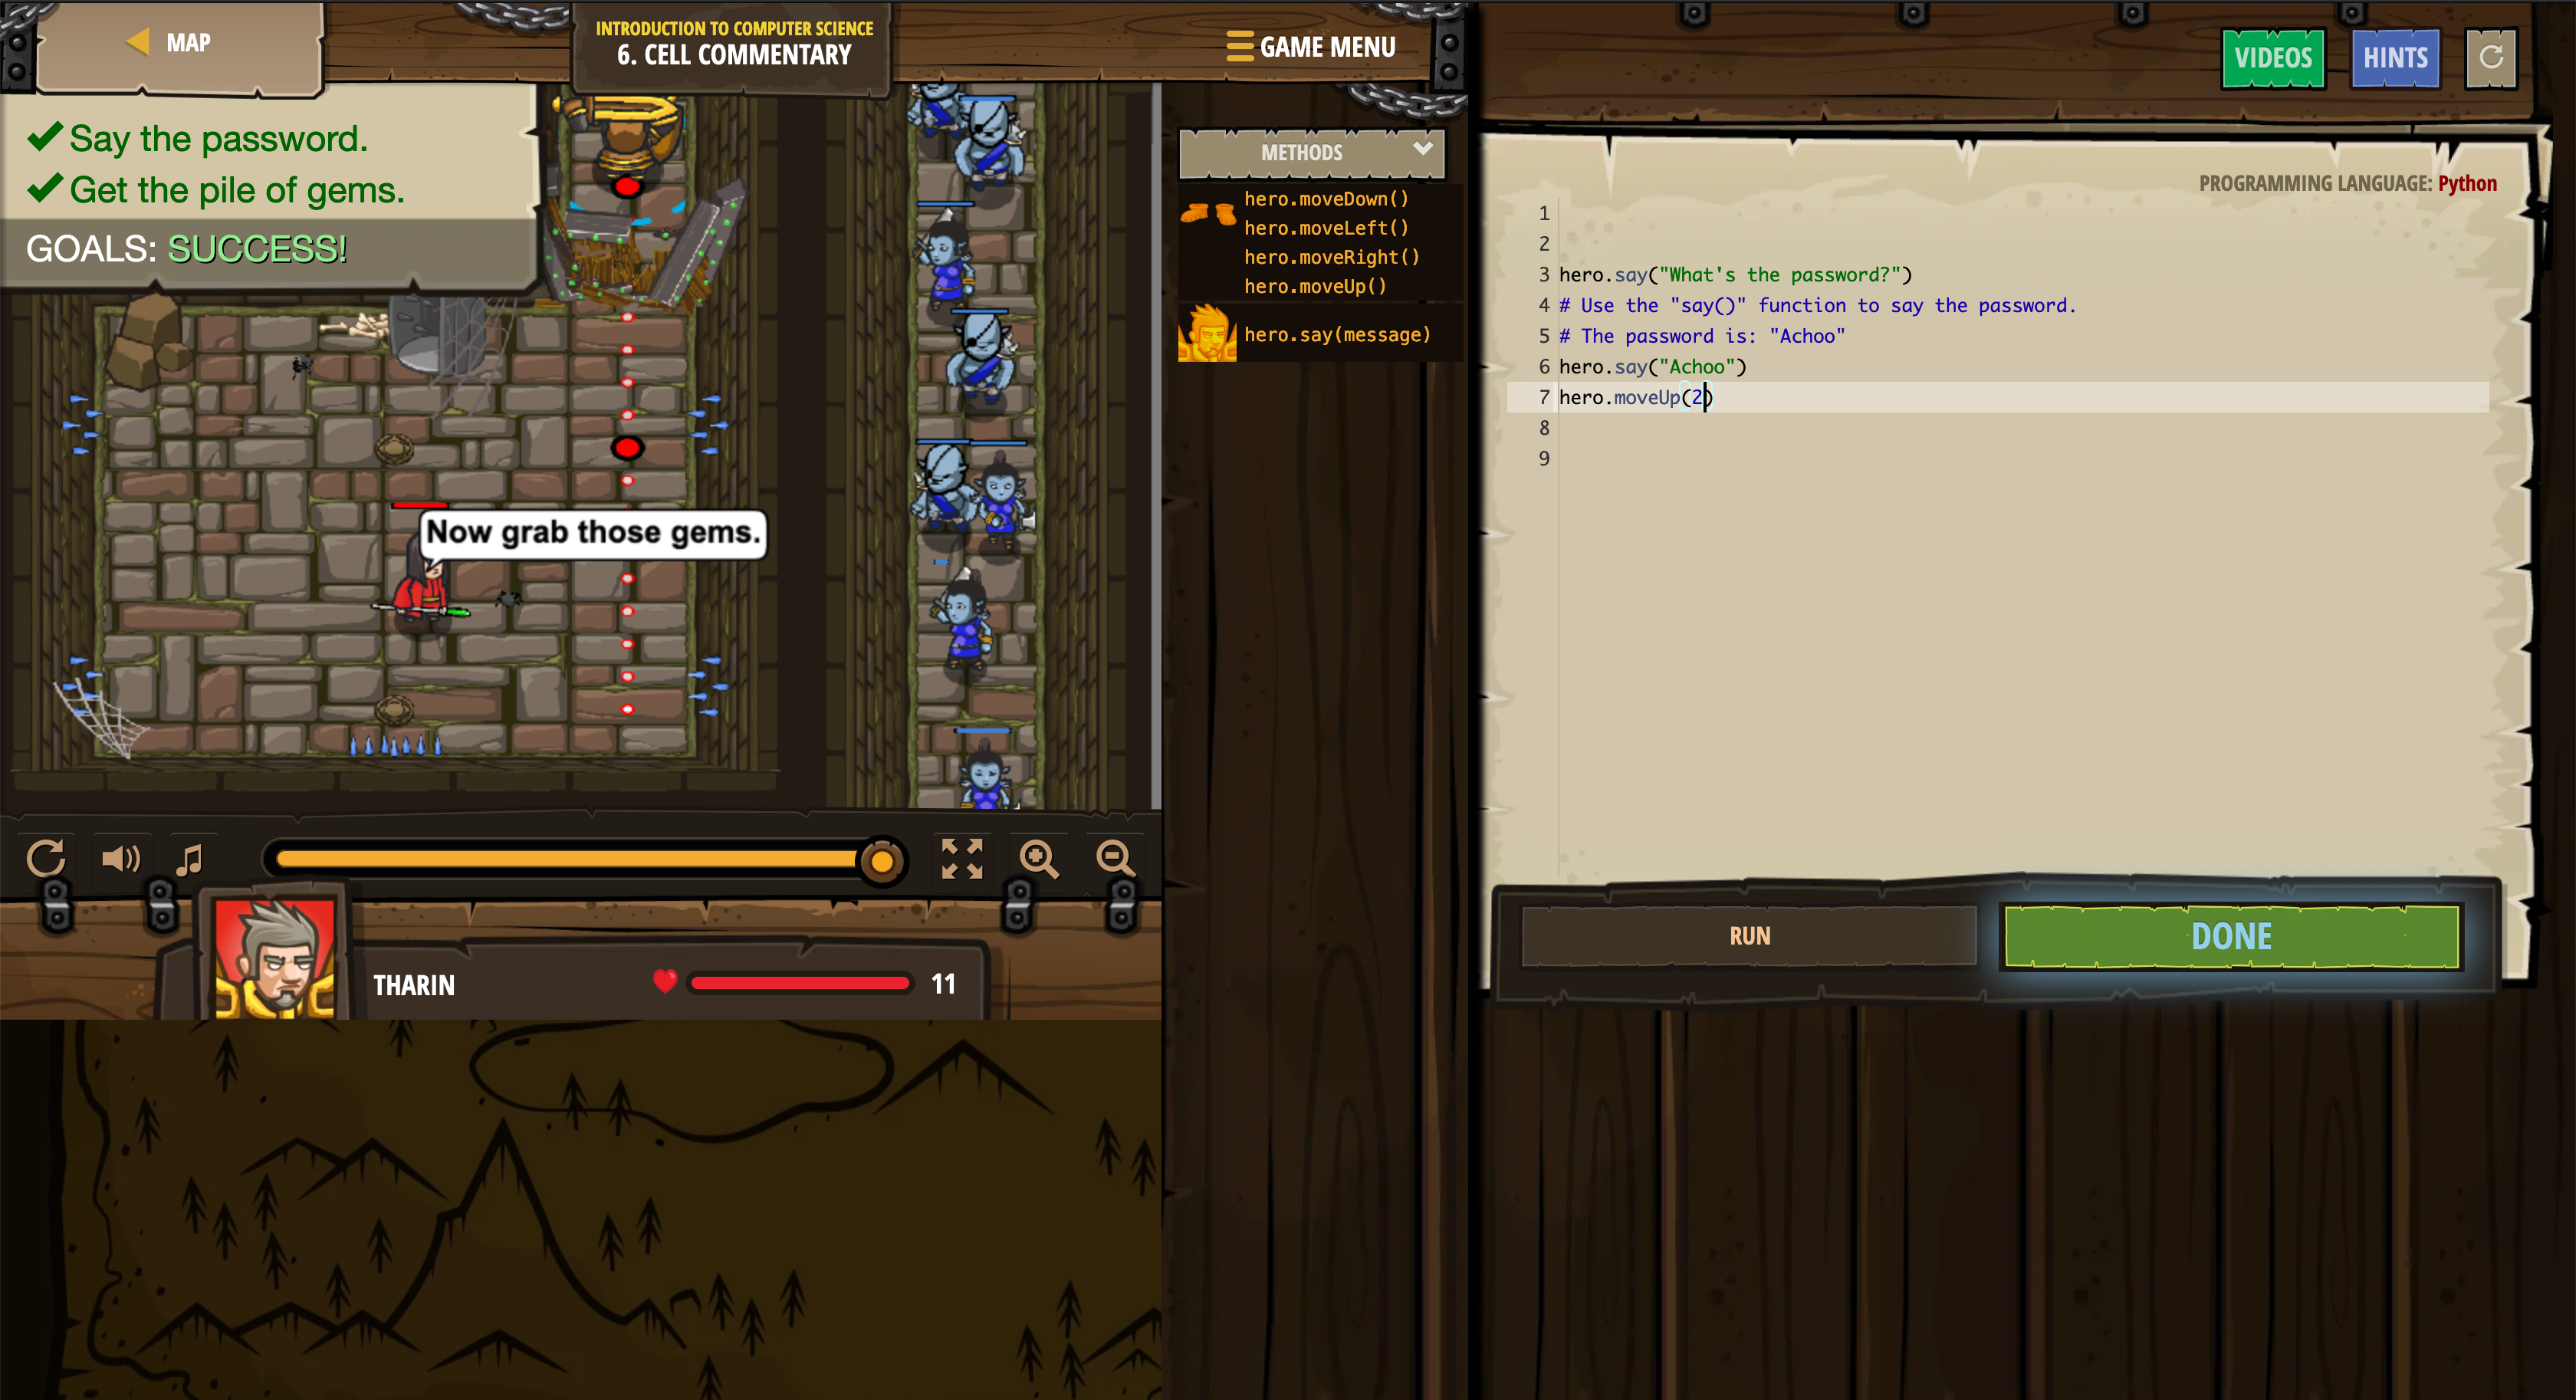 MAP
INTRODUCTION TO COMPUTER SCIENCE
6. CELL COMMENTARY
GAME MENU
Say the password.
Get the pile of gems.
GOALS: SUCCESS!
Now grab those gems.
THARIN
11
METHODS
hero.moveDown()
hero.moveLeft()
hero.moveRight()
hero.moveUp()
hero.say(message)
VIDEOS
HINTS
PROGRAMMING LANGUAGE: Python
1
2
3 hero.say("What's the password?")
4 # Use the "say()" function to say the password.
5 # The password is: "Achoo"
6 hero.say("Achoo")
7 hero.moveUp(2)
8
9
RUN
DONE